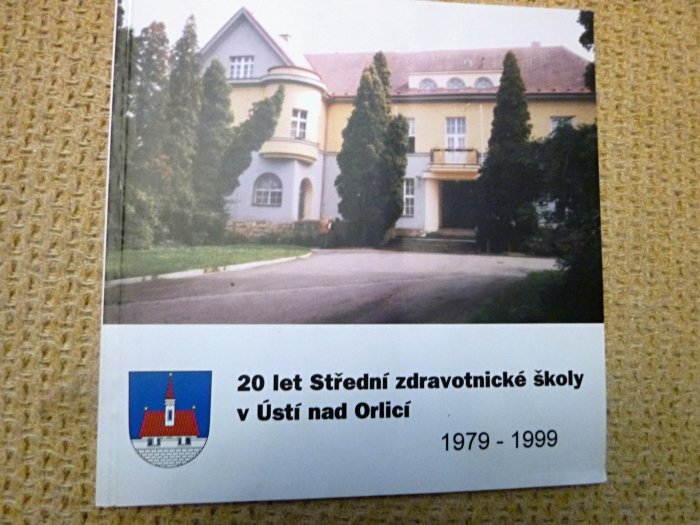 20 let Střední zdravotnické školy
v Ústí nad Orlicí
1979 - 1999